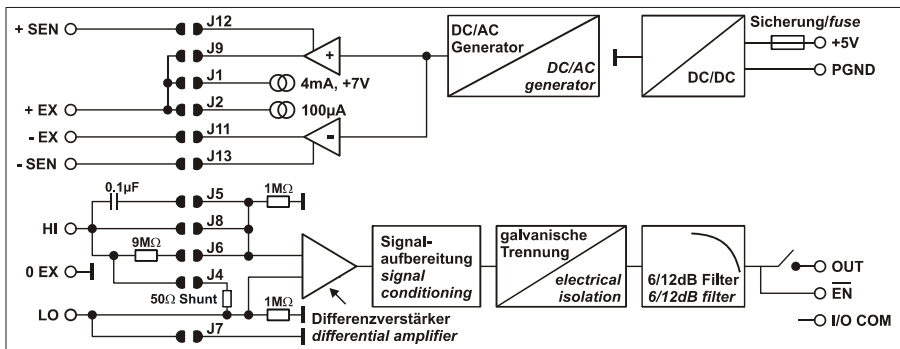 + SEN
J12
J9
J1
4mA, +7V
+ EX
J2
100µA
- EX
J11
- SEN
J13
+
-
DC/AC
Generator
DC/AC
generator
DC/DC
Sicherung/fuse
+5V
PGND
0.1µF
J5
1MΩ
HI
J8
9MΩ
J6
0 EX
J4
50Ω Shunt
LO
1MΩ
J7
Differenzverstärker
differential amplifier
Signal-
aufbereitung
signal
conditioning
galvanische
Trennung
electrical
isolation
6/12dB Filter
6/12dB filter
OUT
EN
I/O COM